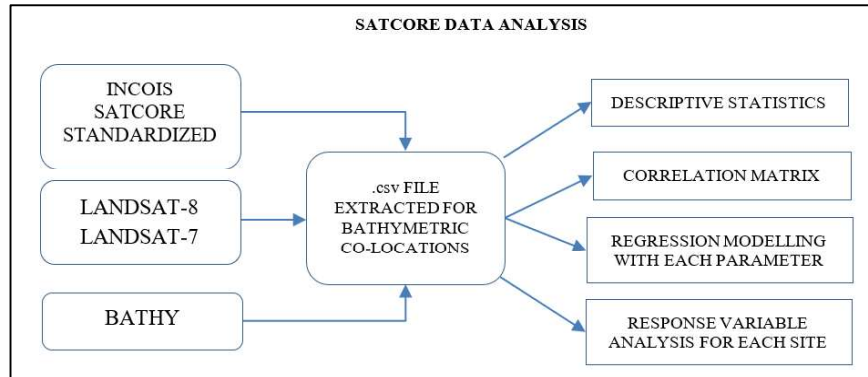 SATCORE DATA ANALYSIS
INCOIS
SATCORE
STANDARDIZED
LANDSAT-8
LANDSAT-7
BATHY
.csv FILE
EXTRACTED FOR
BATHYMETRIC
CO-LOCATIONS
DESCRIPTIVE STATISTICS
CORRELATION MATRIX
REGRESSION MODELLING
WITH EACH PARAMETER
RESPONSE VARIABLE
ANALYSIS FOR EACH SITE